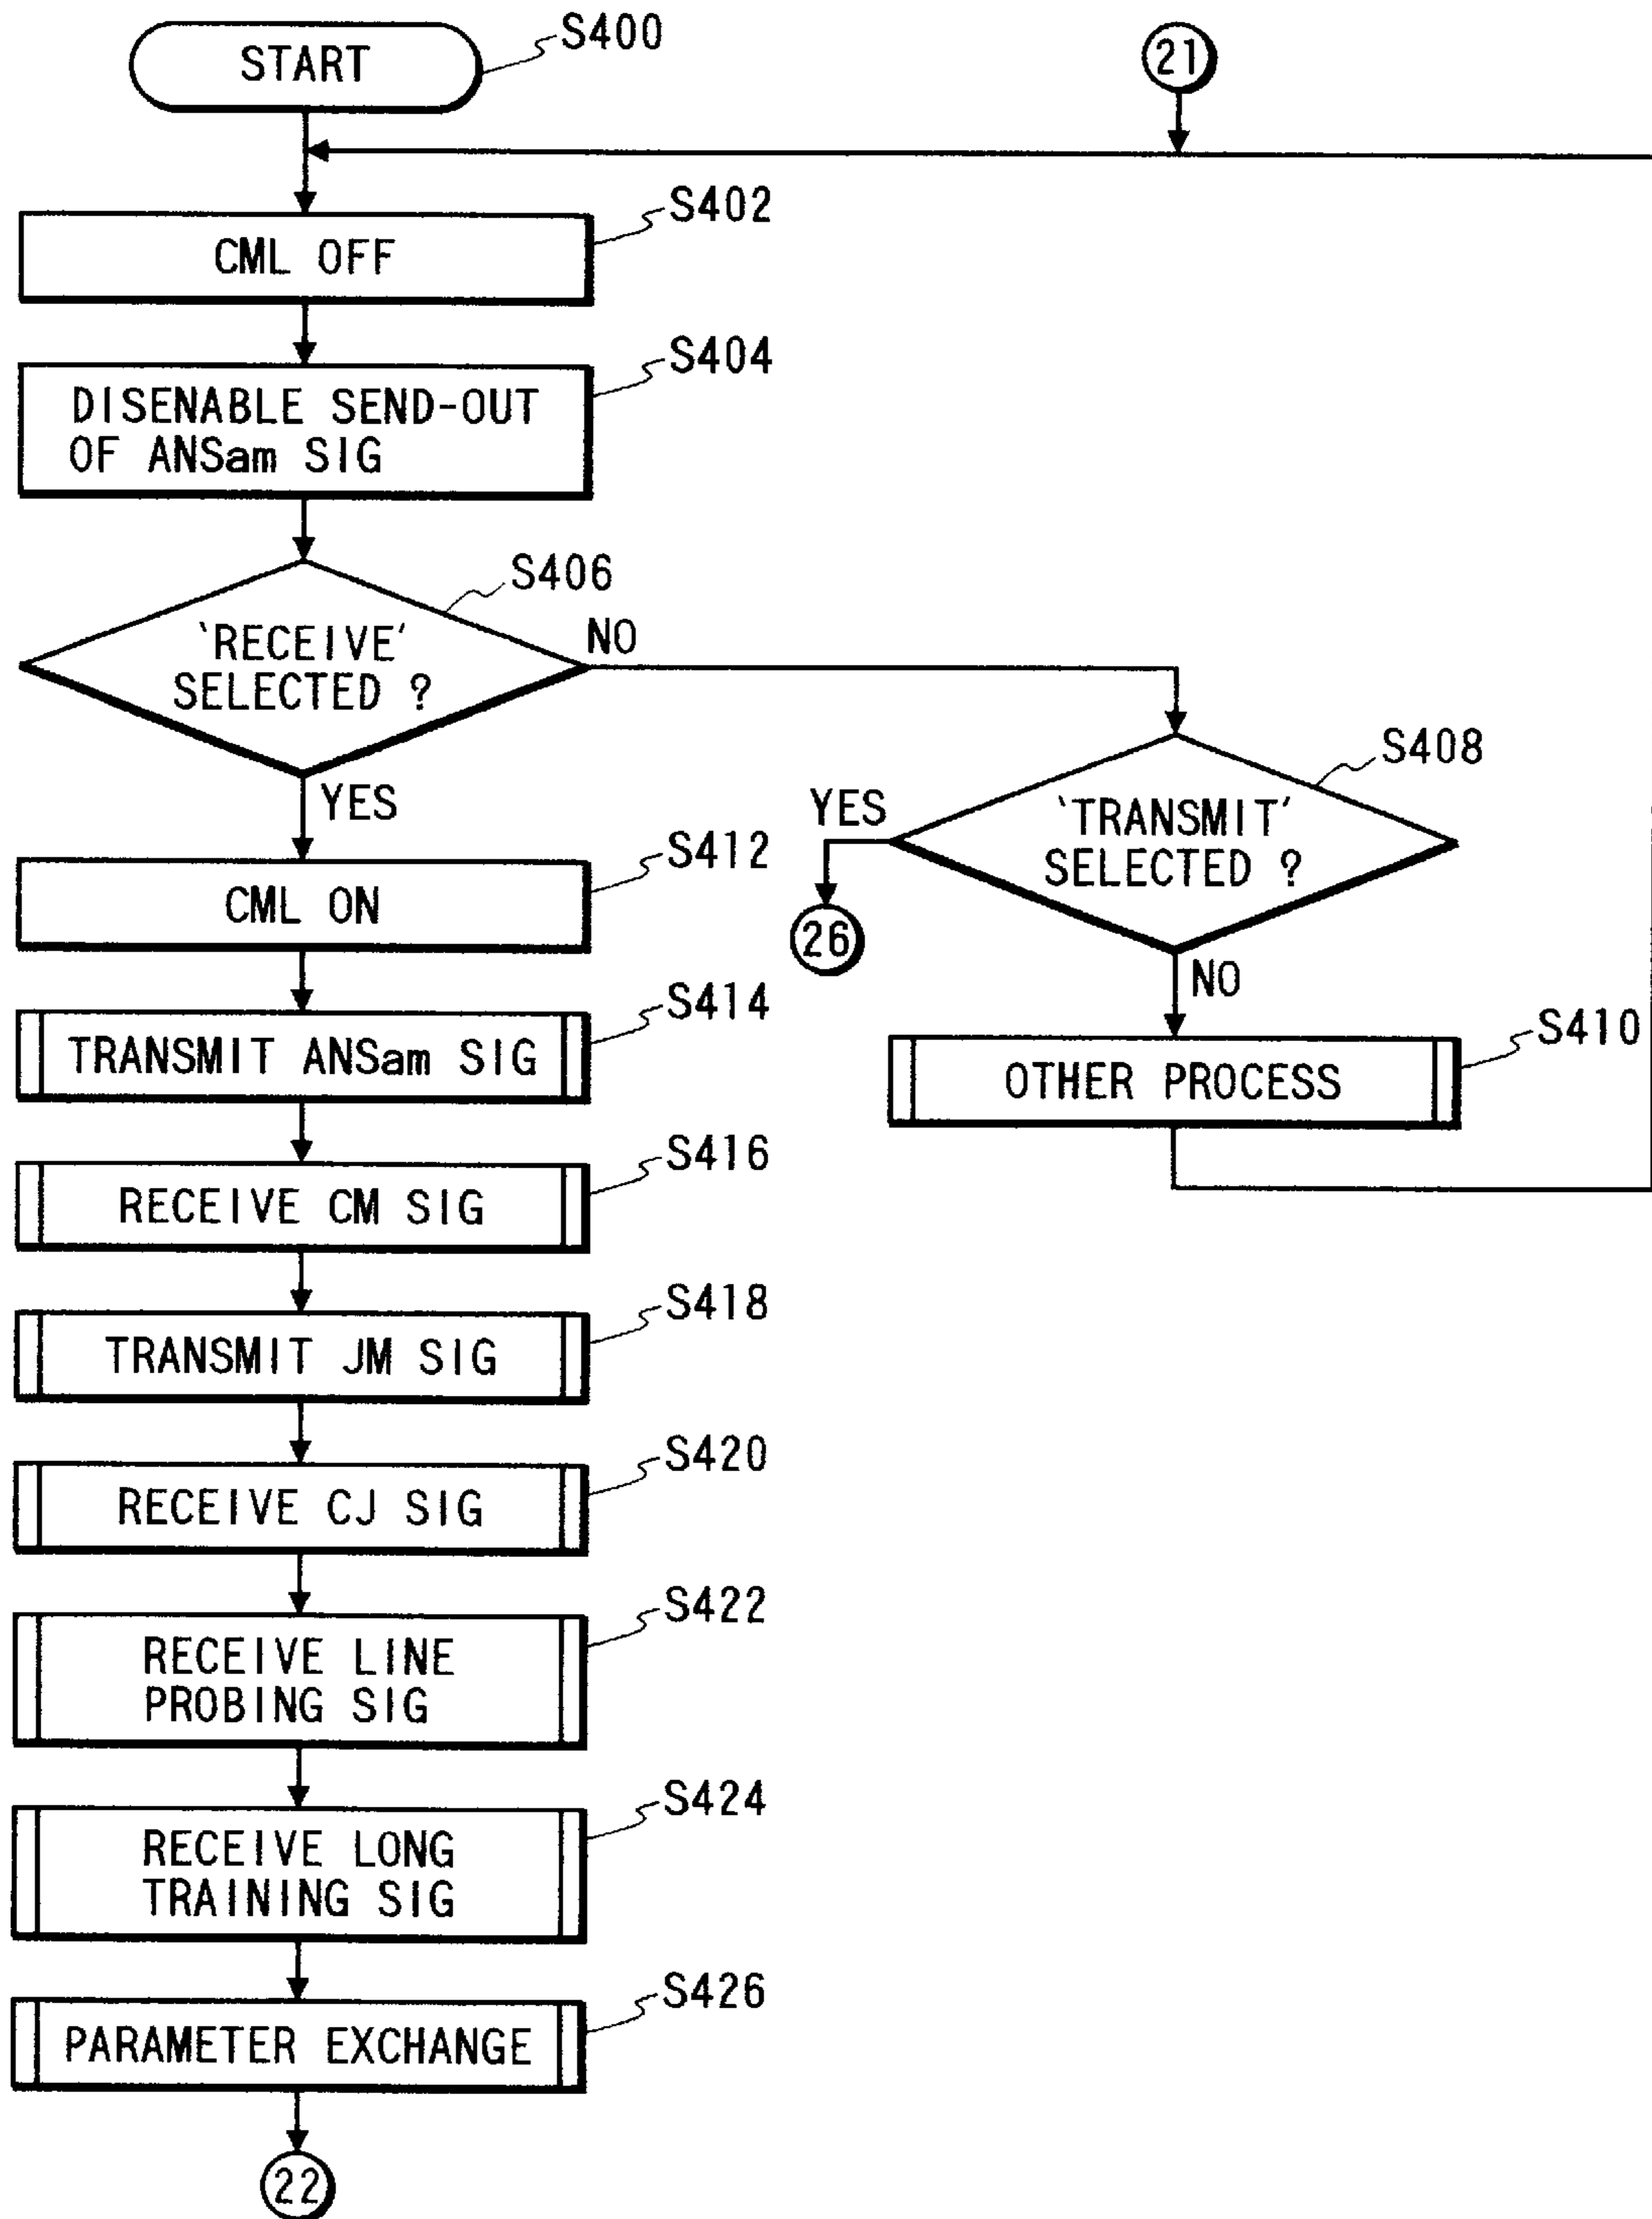 START
S400
21
CML OFF
S402
DISENABLE SEND-OUT
OF ANSam SIG
S404
'RECEIVE'
SELECTED ?
S406
NO
YES
'TRANSMIT'
SELECTED ?
S408
YES
26
NO
OTHER PROCESS
S410
CML ON
S412
TRANSMIT ANSam SIG
S414
RECEIVE CM SIG
S416
TRANSMIT JM SIG
S418
RECEIVE CJ SIG
S420
RECEIVE LINE
PROBING SIG
S422
RECEIVE LONG
TRAINING SIG
S424
PARAMETER EXCHANGE
S426
22